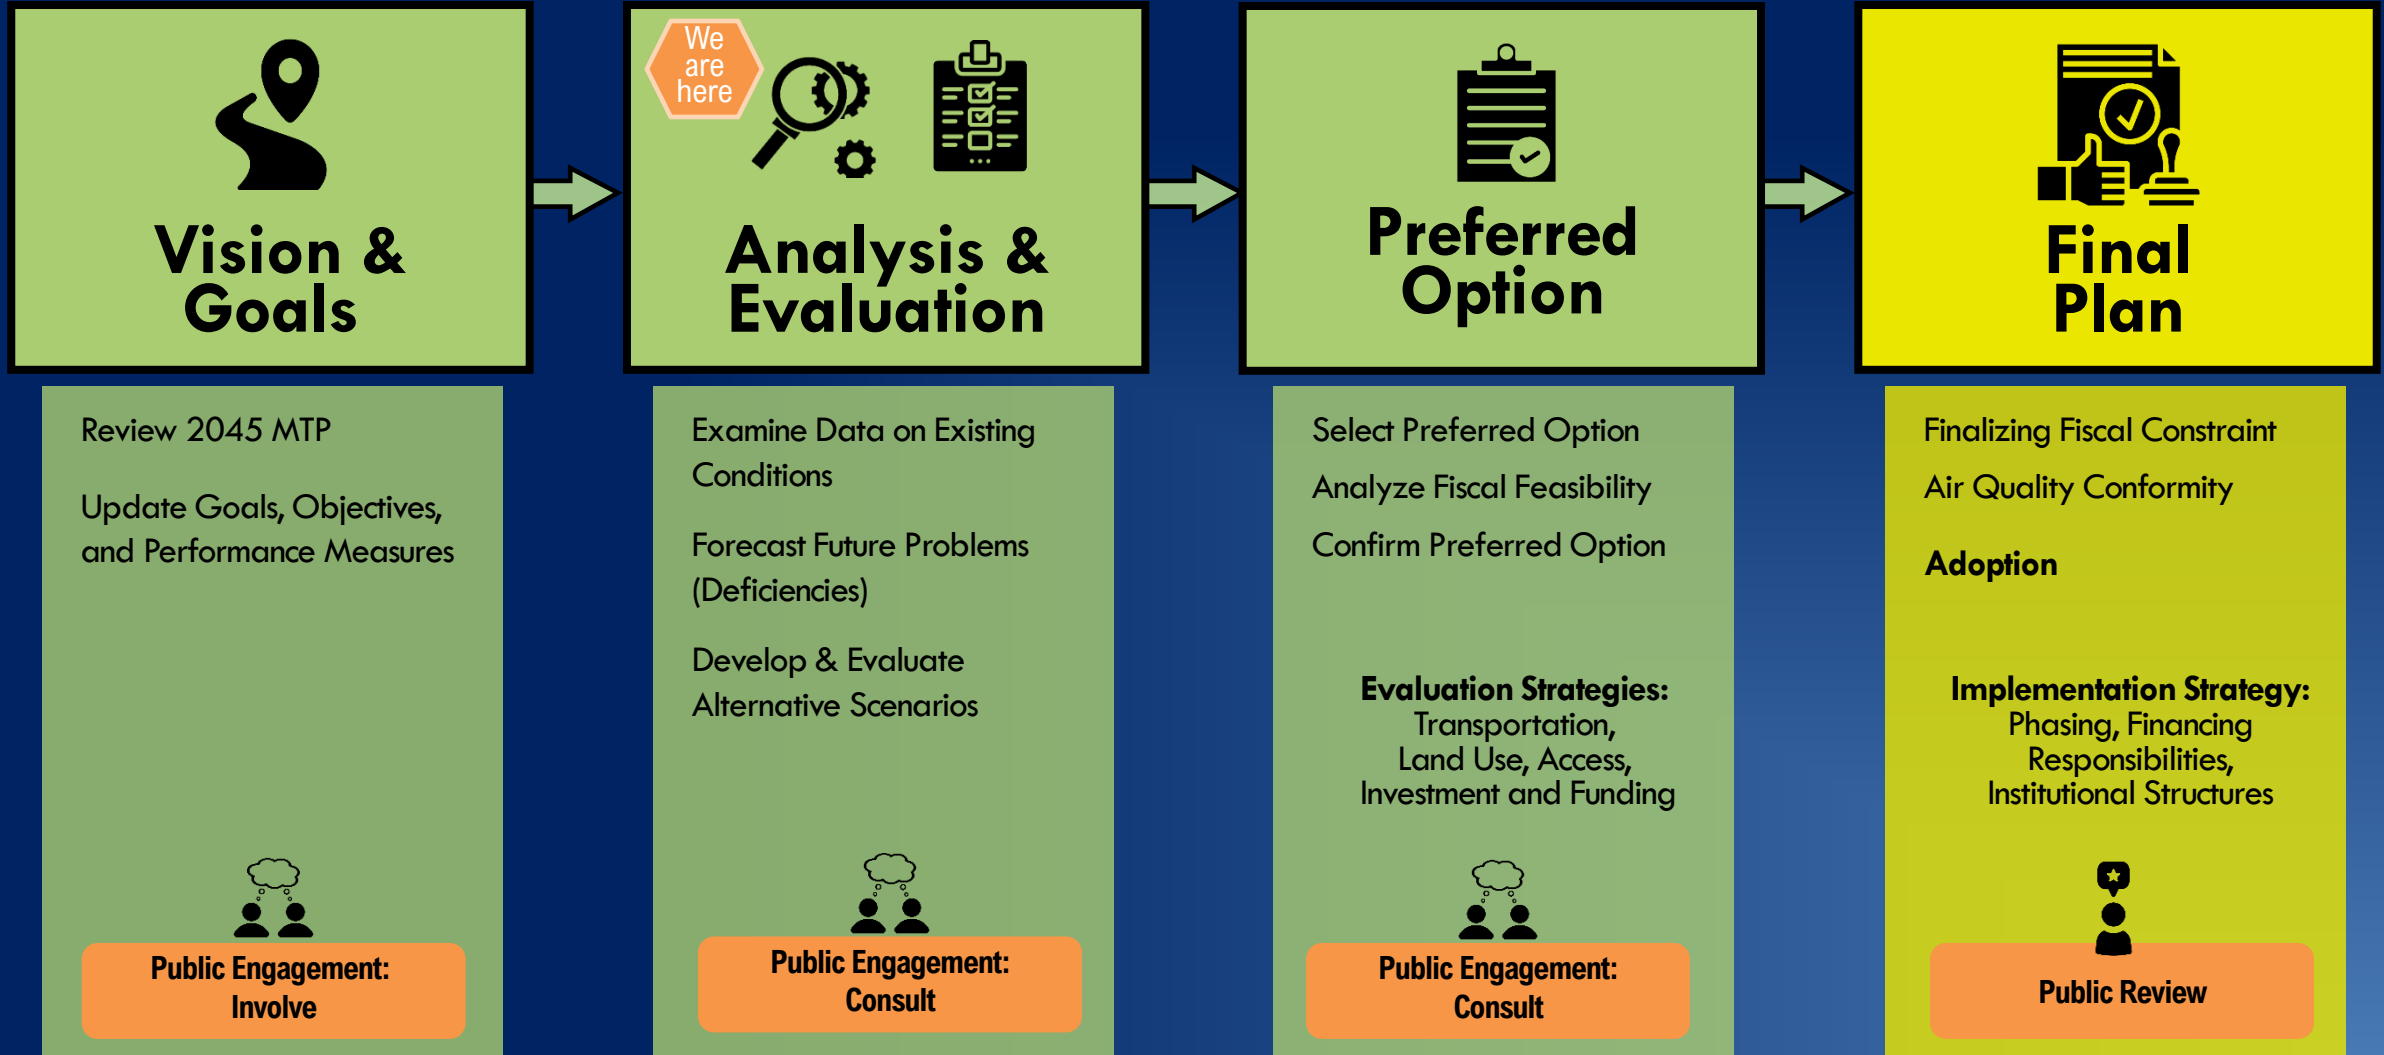 Vision &
Goals
Review 2045 MTP
Update Goals, Objectives,
and Performance Measures
Public Engagement:
Involve
We
are
here
Analysis &
Evaluation
Examine Data on Existing
Conditions
Forecast Future Problems
(Deficiencies)
Develop & Evaluate
Alternative Scenarios
Public Engagement:
Consult
Preferred
Option
Select Preferred Option
Analyze Fiscal Feasibility
Confirm Preferred Option
Evaluation Strategies:
Transportation,
Land Use, Access,
Investment and Funding
Public Engagement:
Consult
Final
Plan
Finalizing Fiscal Constraint
Air Quality Conformity
Adoption
Implementation Strategy:
Phasing, Financing
Responsibilities,
Institutional Structures
Public Review